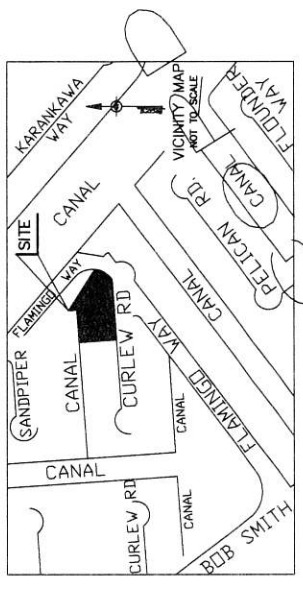 KARANKAWA
WAY
VICINITY MAP
NOT TO SCALE
FLOUNDER
WAY
CANAL
SITE
CANAL
PELICAN RD.
FLAMINGO WAY
SANDPIPER
CANAL
CURLEW RD
CANAL
FLAMINGO WAY
CANAL
CANAL
CURLEW RD
CANAL
BOB SMITH